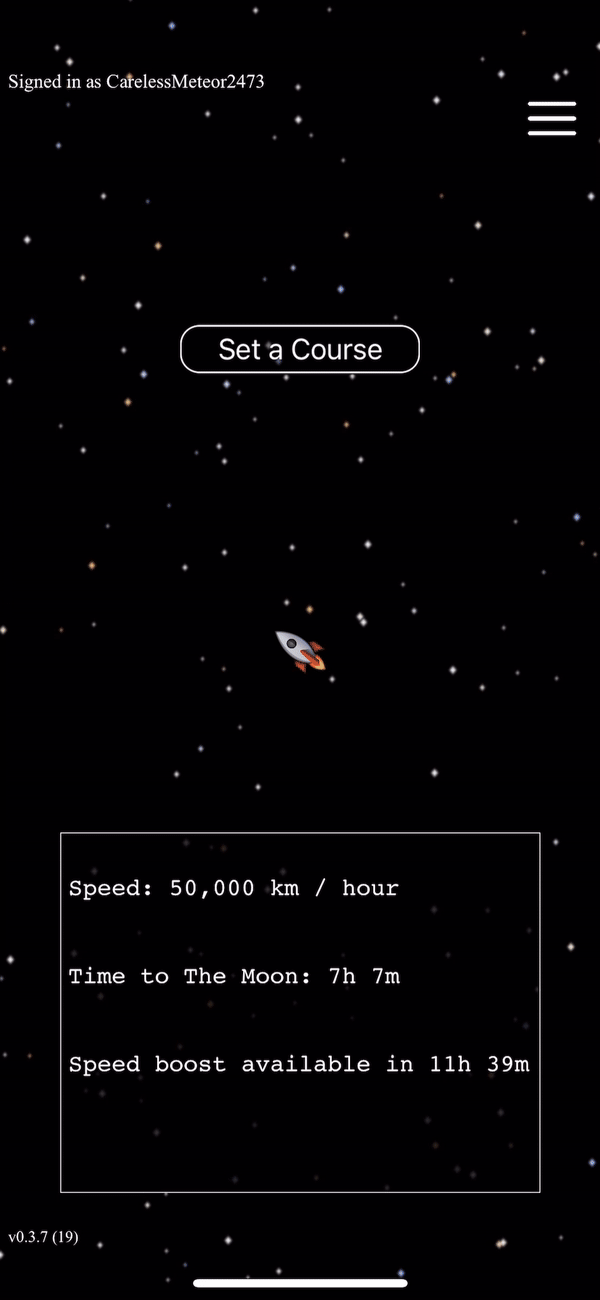 Signed in as CarelessMeteor2473
Set a Course
Speed: 50,000 km / hour
Time to The Moon: 7h 7m
Speed boost available in 11h 39m
v0.3.7 (19)